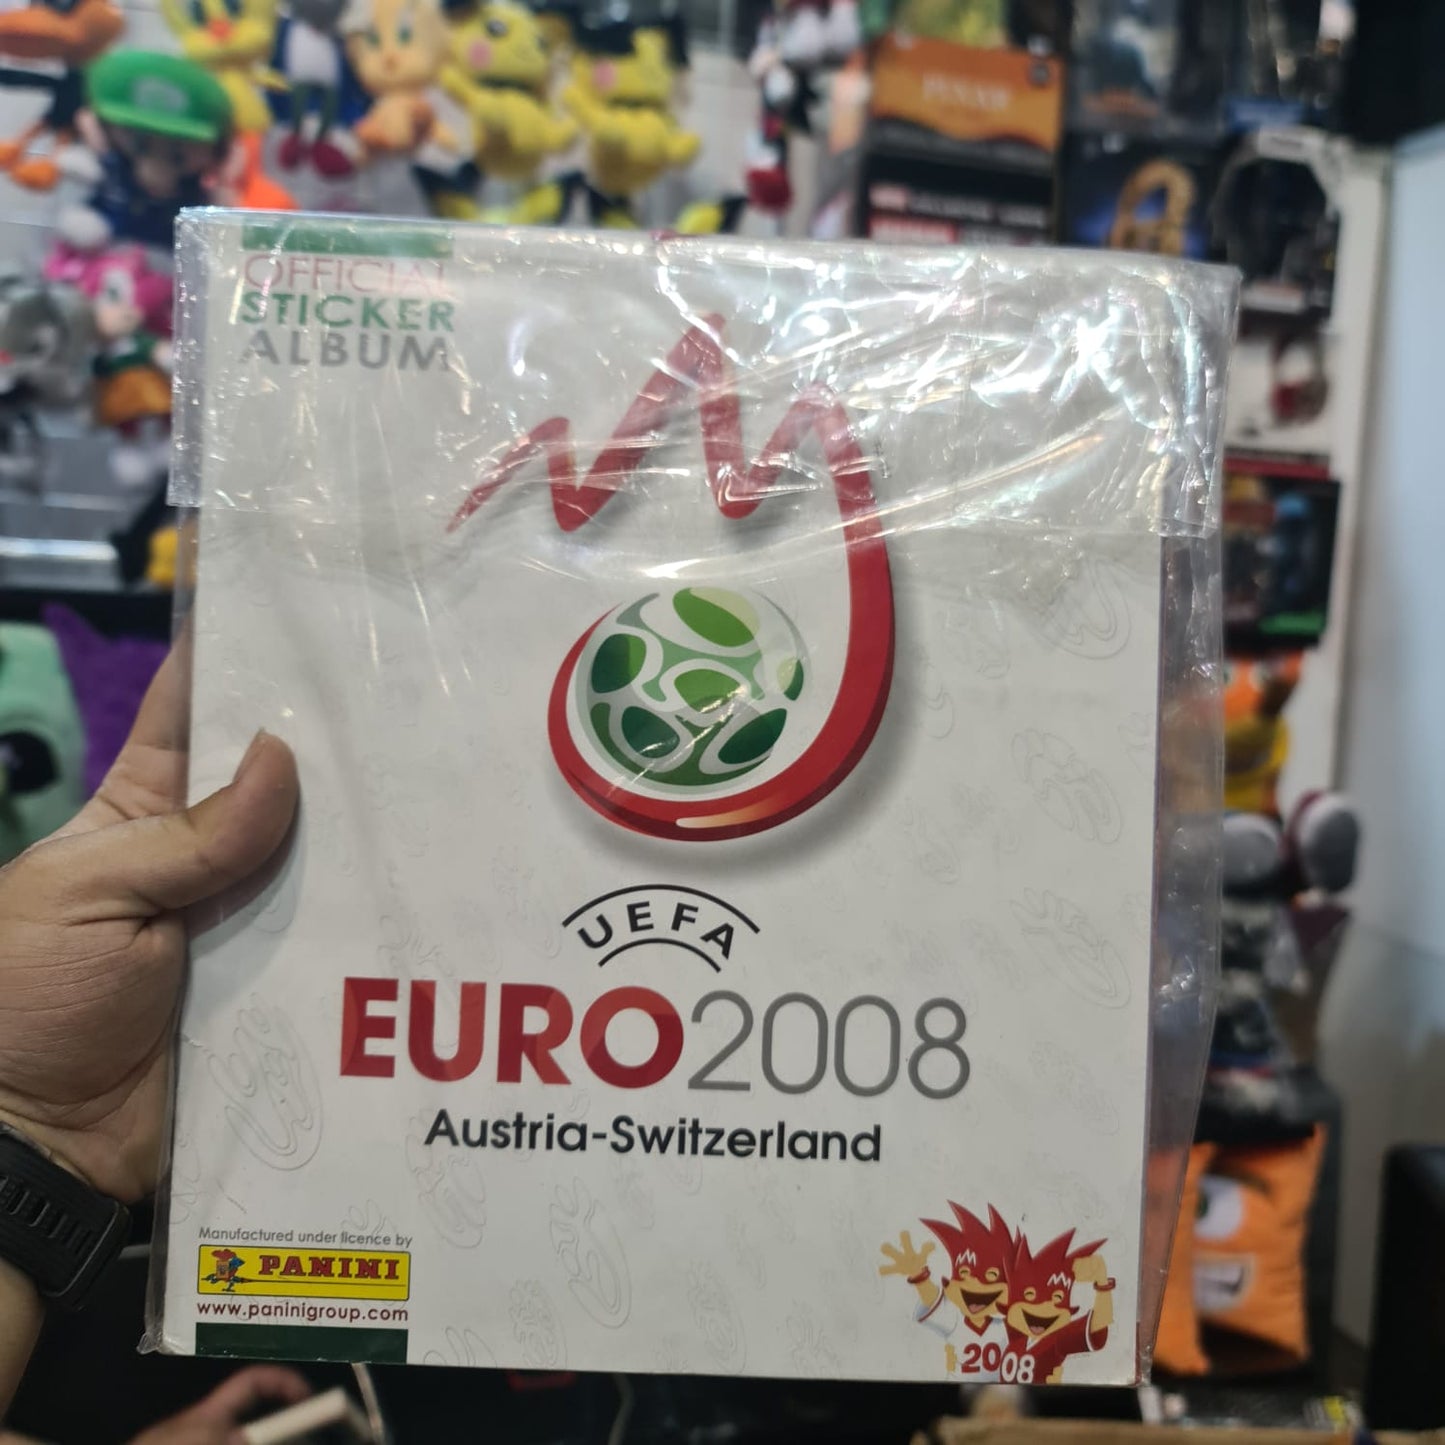 OFFICIAL
STICKER
ALBUM
UEFA
EURO2008
Austria-Switzerland
Manufactured under licence by
PANINI
www.paninigroup.com
2008